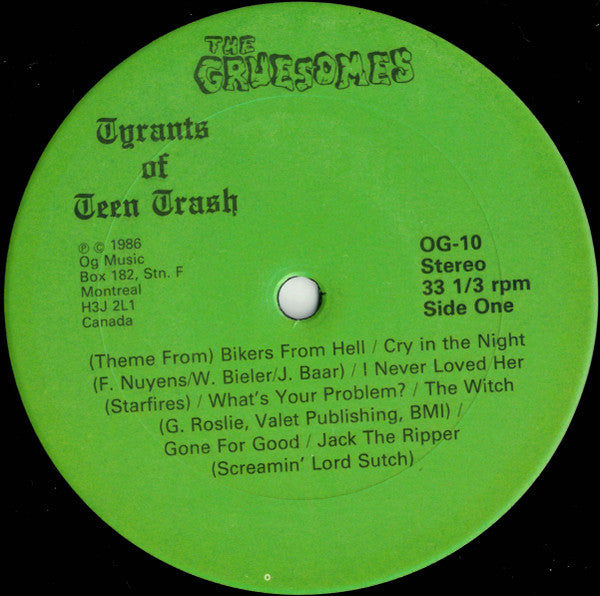 THE
GRUESOMES
Tyrants
of
Teen Trash
℗ © 1986
Og Music
Box 182, Stn. F
Montreal
H3J 2L1
Canada
OG-10
Stereo
33 1/3 rpm
Side One
(Theme From) Bikers From Hell / Cry in the Night
(F. Nuyens/W. Bieler/J. Baar) / I Never Loved Her
(Starfires) / What's Your Problem? / The Witch
(G. Roslie, Valet Publishing, BMI) /
Gone For Good / Jack The Ripper
(Screamin' Lord Sutch)